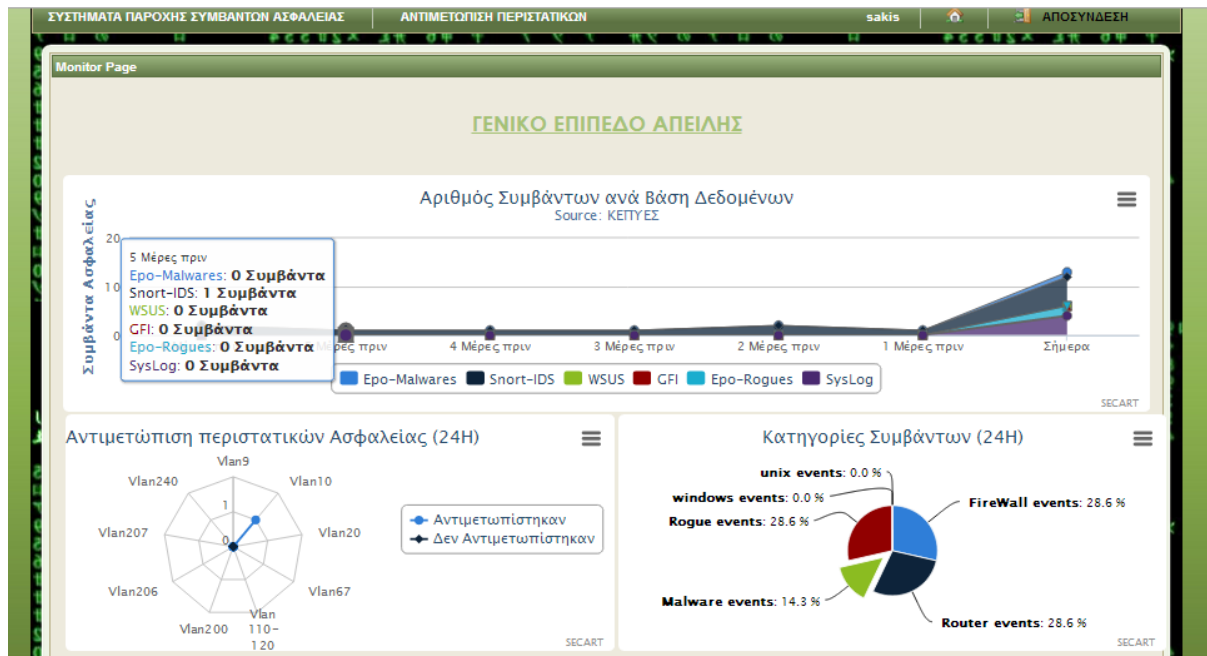 ΣΥΣΤΗΜΑΤΑ ΠΑΡΟΧΗΣ ΣΥΜΒΑΝΤΩΝ ΑΣΦΑΛΕΙΑΣ
ΑΝΤΙΜΕΤΩΠΙΣΗ ΠΕΡΙΣΤΑΤΙΚΩΝ
sakis
ΑΠΟΣΥΝΔΕΣΗ
Monitor Page
ΓΕΝΙΚΟ ΕΠΙΠΕΔΟ ΑΠΕΙΛΗΣ
Αριθμός Συμβάντων ανά Βάση Δεδομένων
Source: ΚΕΠΥΕΣ
Συμβάντα Ασφαλείας
20
10
0
5 Μέρες πριν
Epo-Malwares: 0 Συμβάντα
Snort-IDS: 1 Συμβάντα
WSUS: 0 Συμβάντα
GFI: 0 Συμβάντα
Epo-Rogues: 0 Συμβάντα
SysLog: 0 Συμβάντα
πριν
4 Μέρες πριν
3 Μέρες πριν
2 Μέρες πριν
1 Μέρες πριν
Σήμερα
Epo-Malwares Snort-IDS WSUS GFI Epo-Rogues SysLog
SECART
Αντιμετώπιση περιστατικών Ασφαλείας (24H)
Vlan9
Vlan10
Vlan20
Vlan67
Vlan 110-120
Vlan200
Vlan206
Vlan207
Vlan240
1
0
Αντιμετωπίστηκαν
Δεν Αντιμετωπίστηκαν
SECART
Κατηγορίες Συμβάντων (24H)
unix events: 0.0 %
windows events: 0.0 %
Rogue events: 28.6 %
FireWall events: 28.6 %
Malware events: 14.3 %
Router events: 28.6 %
SECART